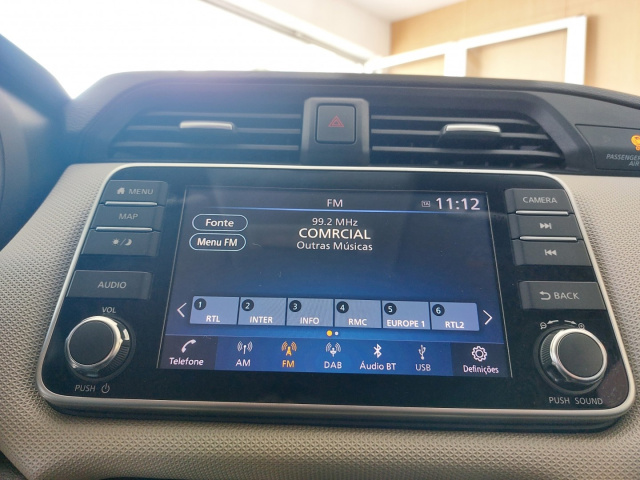 MENU
MAP
AUDIO
VOL
PUSH
FM
11:12
Fonte
Menu FM
99.2 MHz
COMRCIAL
Outras Músicas
1 RTL
2 INTER
3 INFO
4 RMC
5 EUROPE 1
6 RTL2
Telefone
AM
FM
DAB
Áudio BT
USB
Definições
CAMERA
BACK
PUSH SOUND
PASSENGER